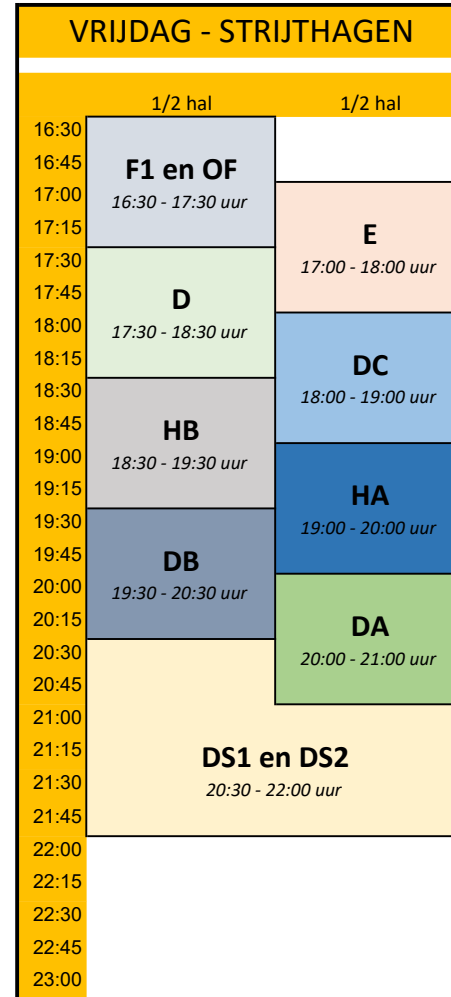 VRIJDAG - STRIJTHAGEN
1/2 hal 1/2 hal
16:30
16:45
17:00
17:15
17:30
17:45
18:00
18:15
18:30
18:45
19:00
19:15
19:30
19:45
20:00
20:15
20:30
20:45
21:00
21:15
21:30
21:45
22:00
22:15
22:30
22:45
23:00
F1 en OF
16:30 - 17:30 uur
D
17:30 - 18:30 uur
HB
18:30 - 19:30 uur
DB
19:30 - 20:30 uur
E
17:00 - 18:00 uur
DC
18:00 - 19:00 uur
HA
19:00 - 20:00 uur
DA
20:00 - 21:00 uur
DS1 en DS2
20:30 - 22:00 uur